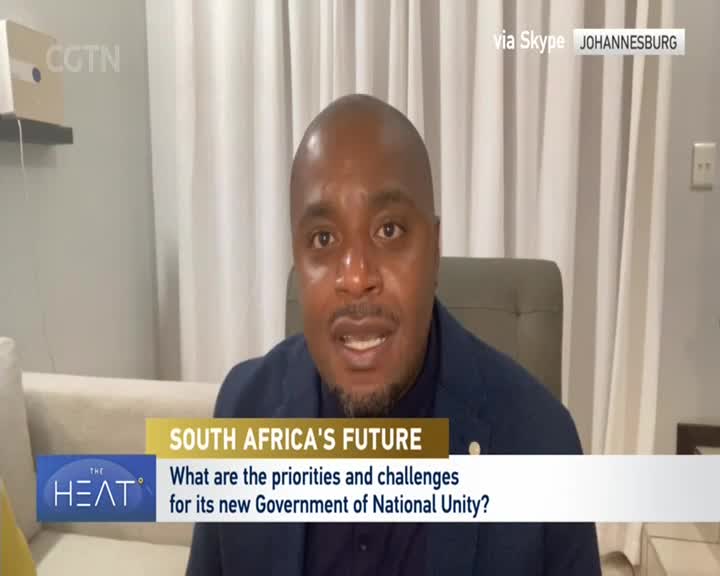 CGTN
via Skype
JOHANNESBURG
SOUTH AFRICA'S FUTURE
THE
HEAT
What are the priorities and challenges
for its new Government of National Unity?